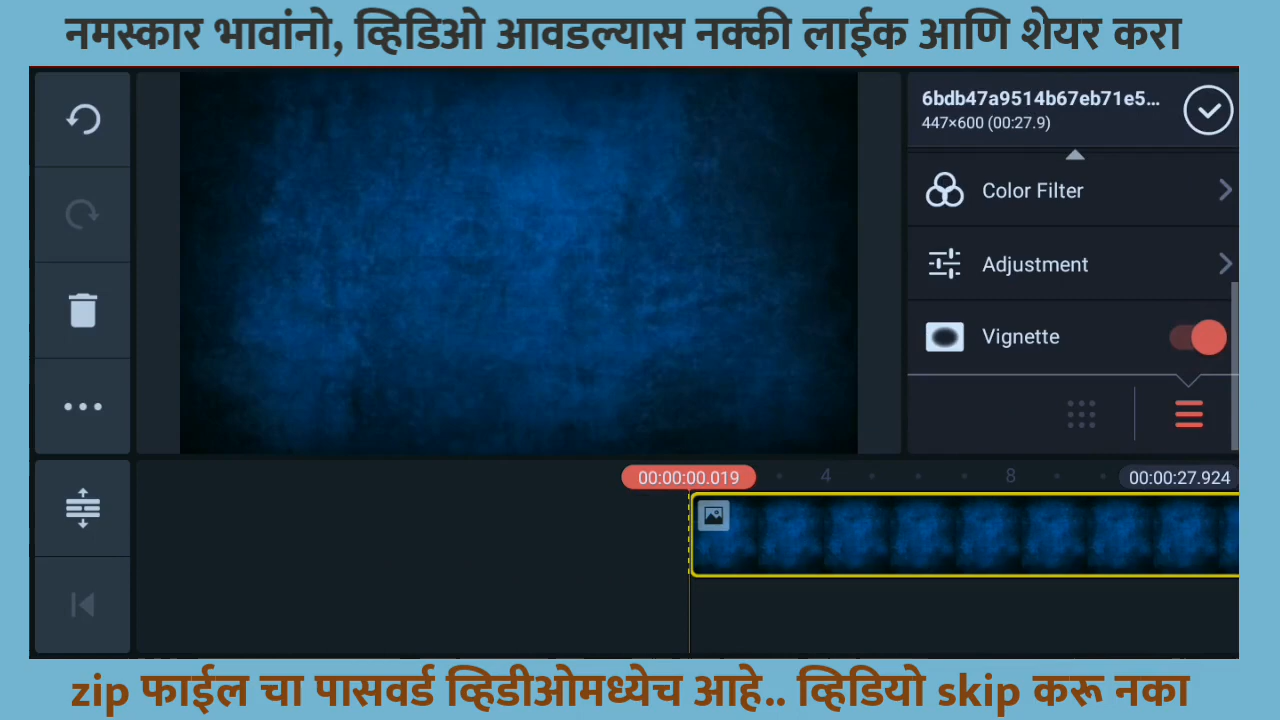 नमस्कार भावांनो, व्हिडिओ आवडल्यास नक्की लाईक आणि शेयर करा
6bdb47a9514b67eb71e5...
447×600 (00:27.9)
Color Filter
Adjustment
Vignette
00:00:00.019
4
8
00:00:27.924
zip फाईल चा पासवर्ड व्हिडीओमध्येच आहे.. व्हिडियो skip करू नका